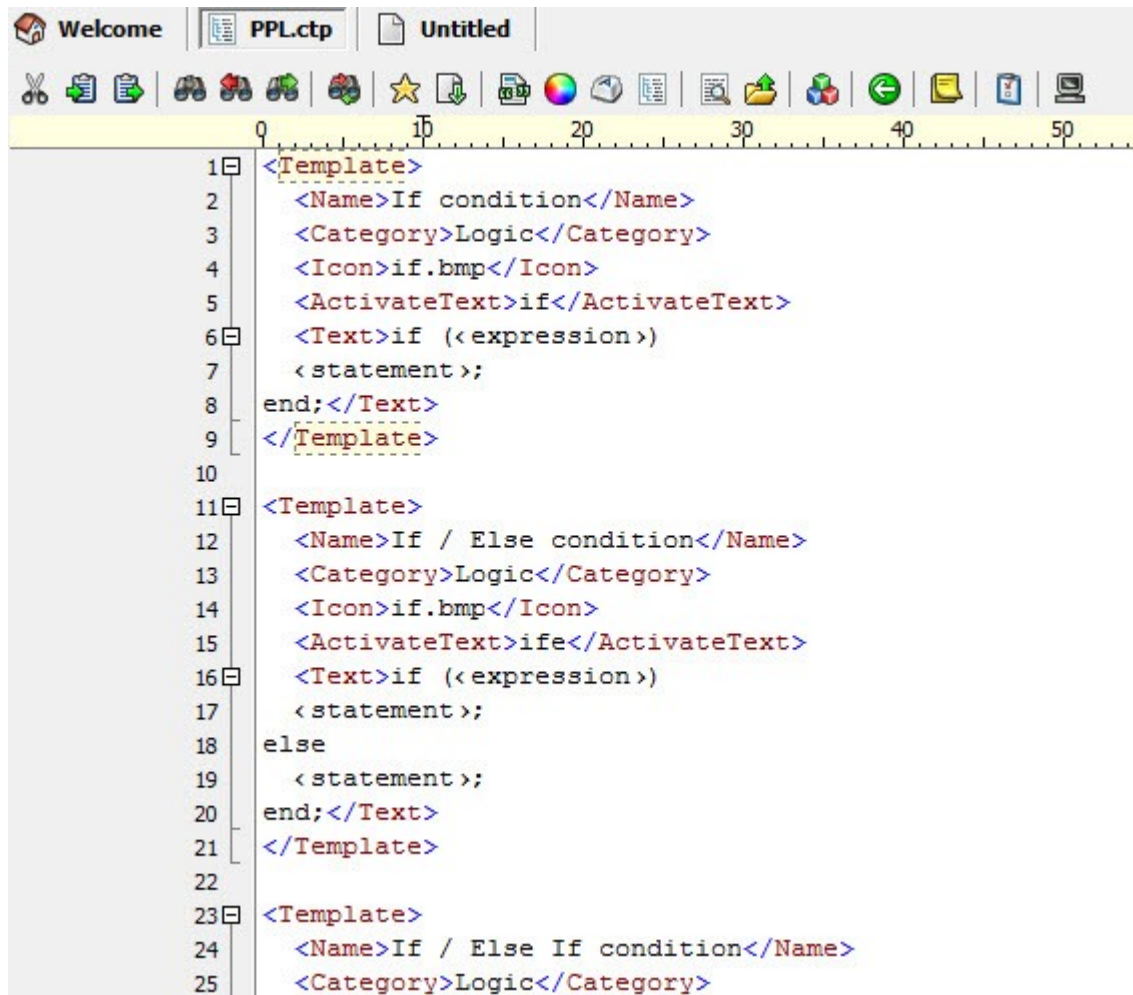 Welcome PPL.ctp Untitled
0 10 20 30 40 50
1 <Template>
2   <Name>If condition</Name>
3   <Category>Logic</Category>
4   <Icon>if.bmp</Icon>
5   <ActivateText>if</ActivateText>
6   <Text>if (‹expression›)
7   ‹statement›;
8 end;</Text>
9 </Template>
10
11 <Template>
12   <Name>If / Else condition</Name>
13   <Category>Logic</Category>
14   <Icon>if.bmp</Icon>
15   <ActivateText>ife</ActivateText>
16   <Text>if (‹expression›)
17   ‹statement›;
18 else
19   ‹statement›;
20 end;</Text>
21 </Template>
22
23 <Template>
24   <Name>If / Else If condition</Name>
25   <Category>Logic</Category>